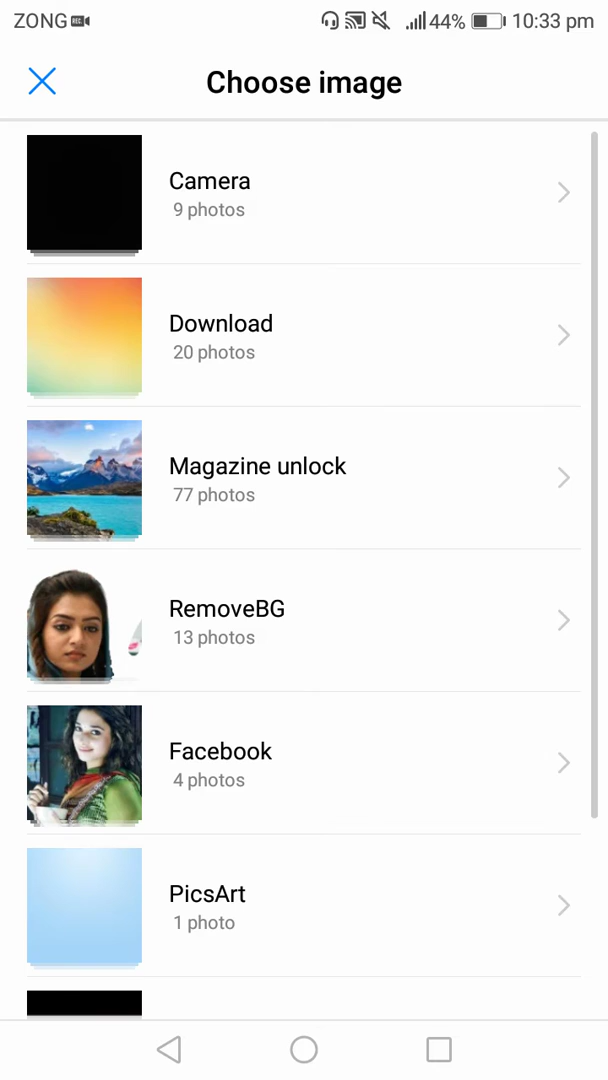 ZONG REC 44% 10:33 pm
Choose image
Camera
9 photos
Download
20 photos
Magazine unlock
77 photos
RemoveBG
13 photos
Facebook
4 photos
PicsArt
1 photo